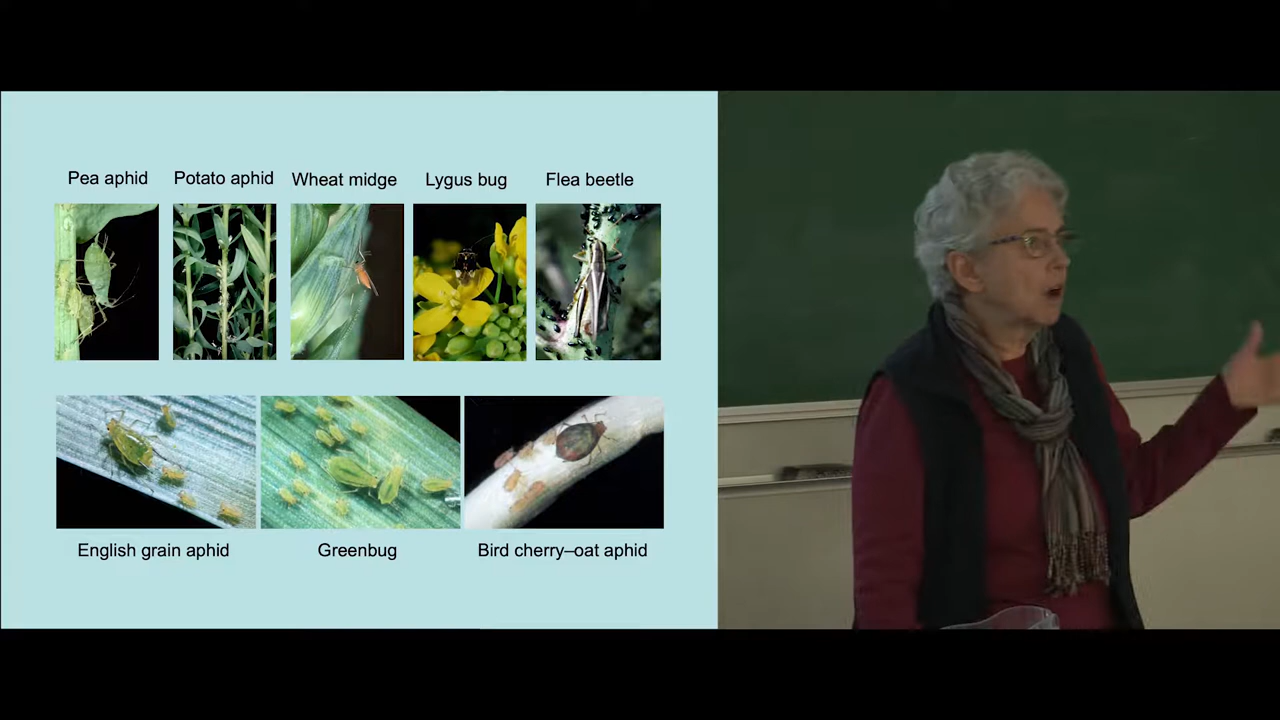 Pea aphid
Potato aphid
Wheat midge
Lygus bug
Flea beetle
English grain aphid
Greenbug
Bird cherry–oat aphid